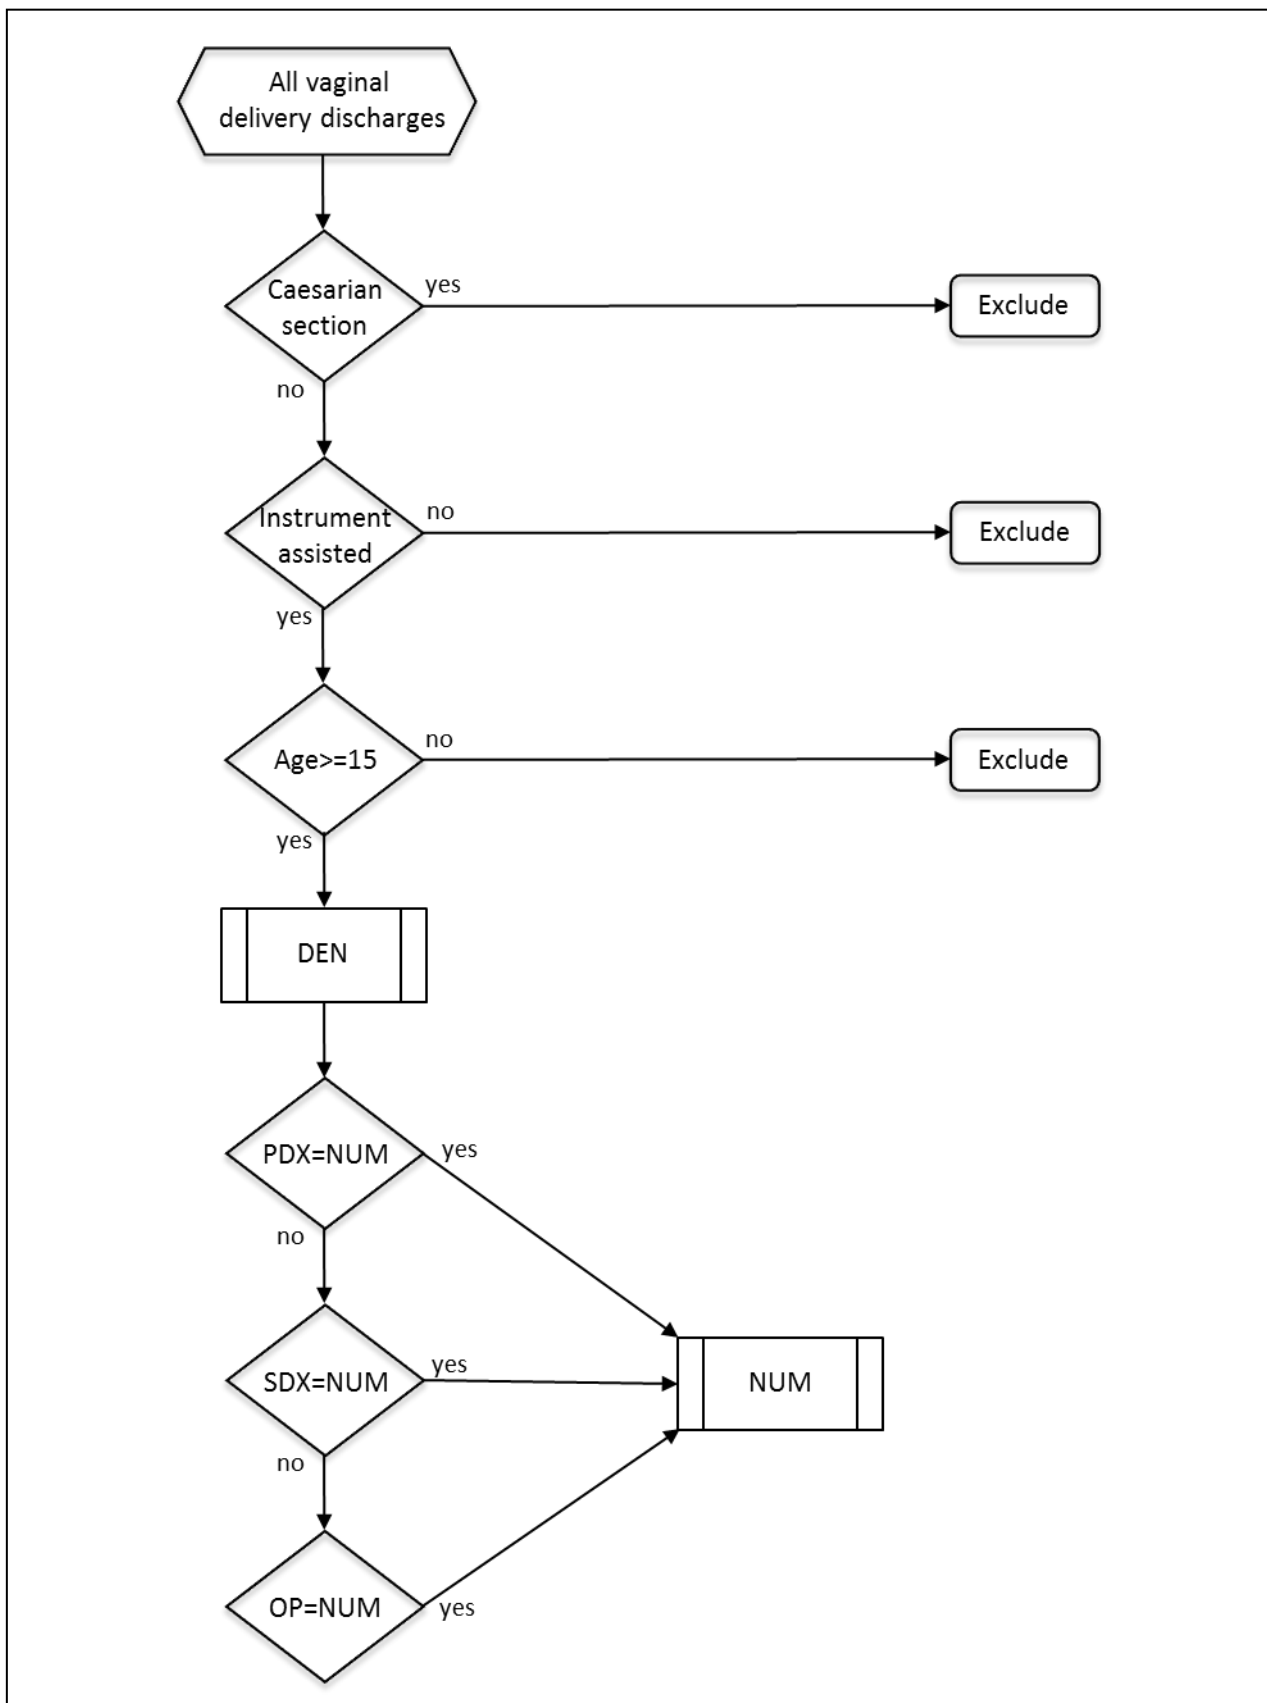 All vaginal
delivery discharges
Caesarian
section
yes
Exclude
no
Instrument
assisted
no
Exclude
yes
Age>=15
no
Exclude
yes
DEN
PDX=NUM
yes
no
SDX=NUM
yes
NUM
no
OP=NUM
yes